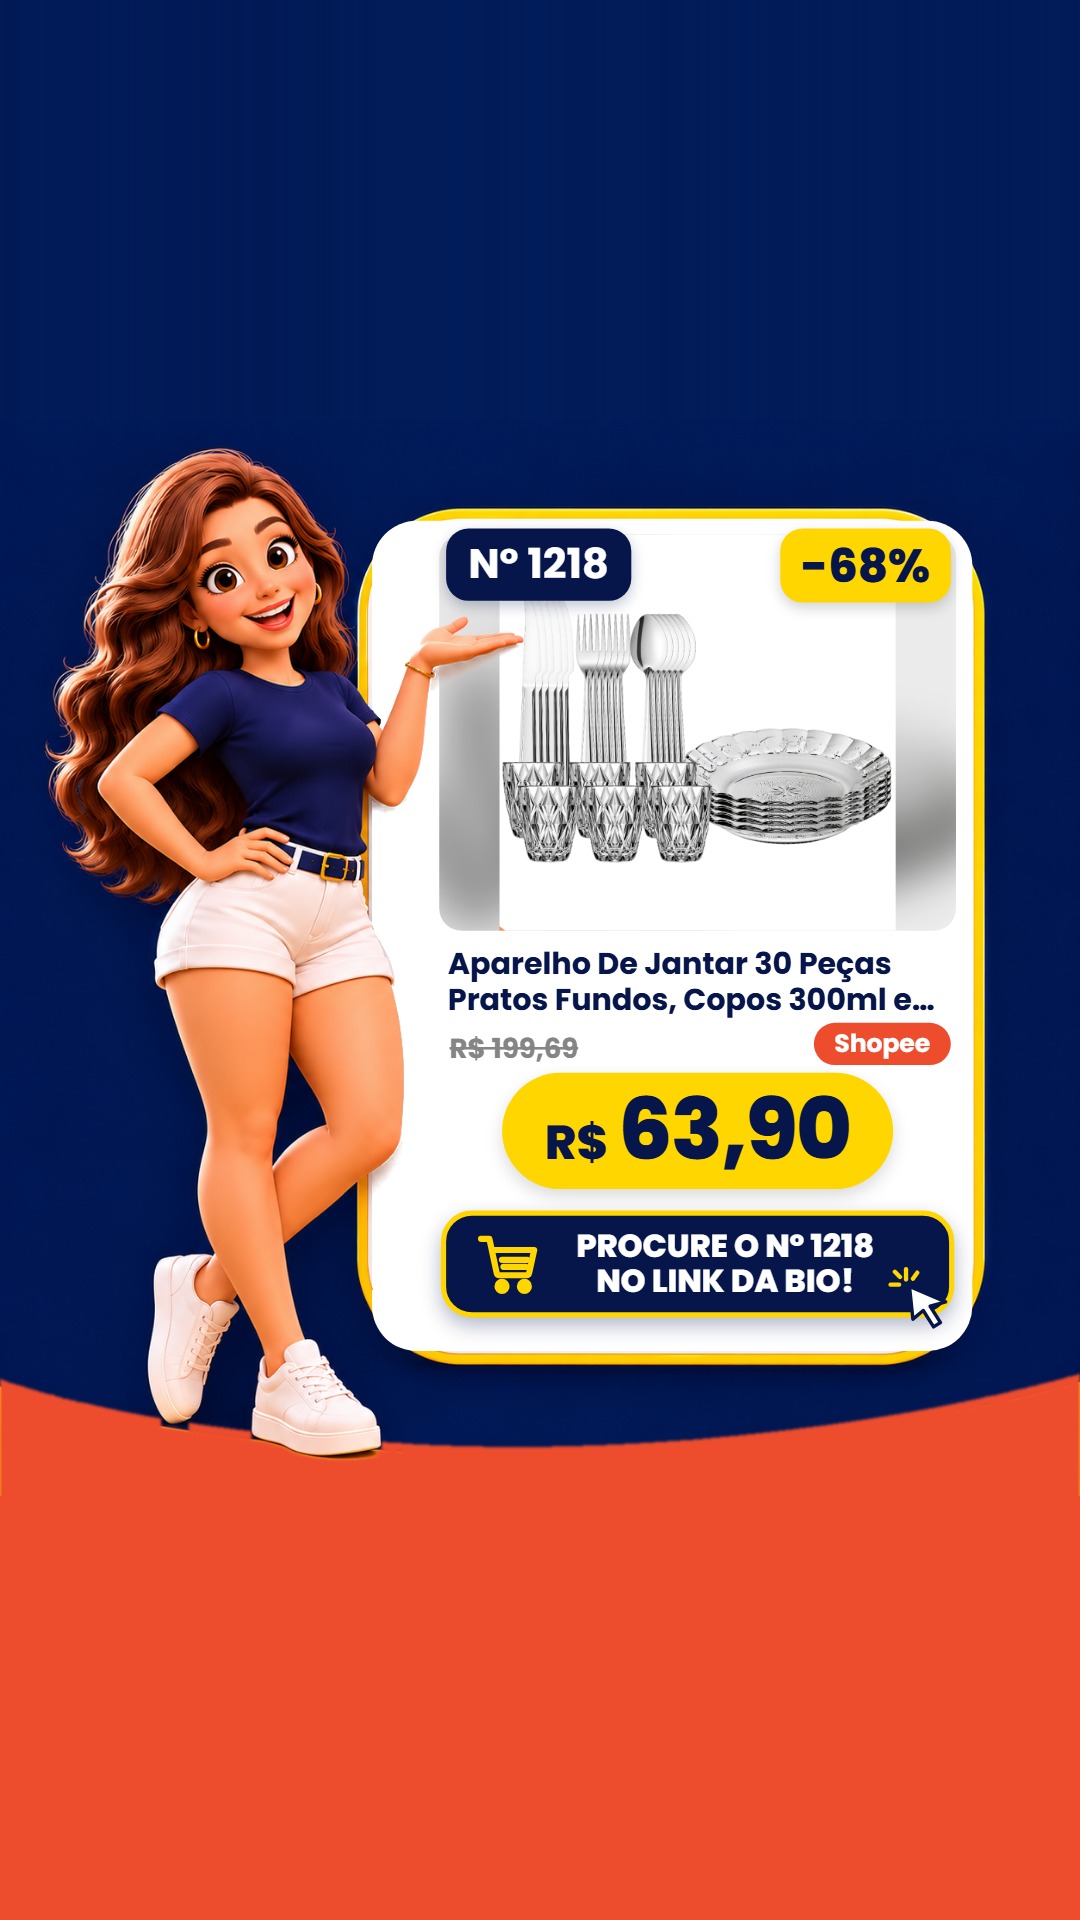 Nº 1218
-68%
Aparelho De Jantar 30 Peças
Pratos Fundos, Copos 300ml e...
R$ 199,69
Shopee
R$ 63,90
PROCURE O Nº 1218
NO LINK DA BIO!